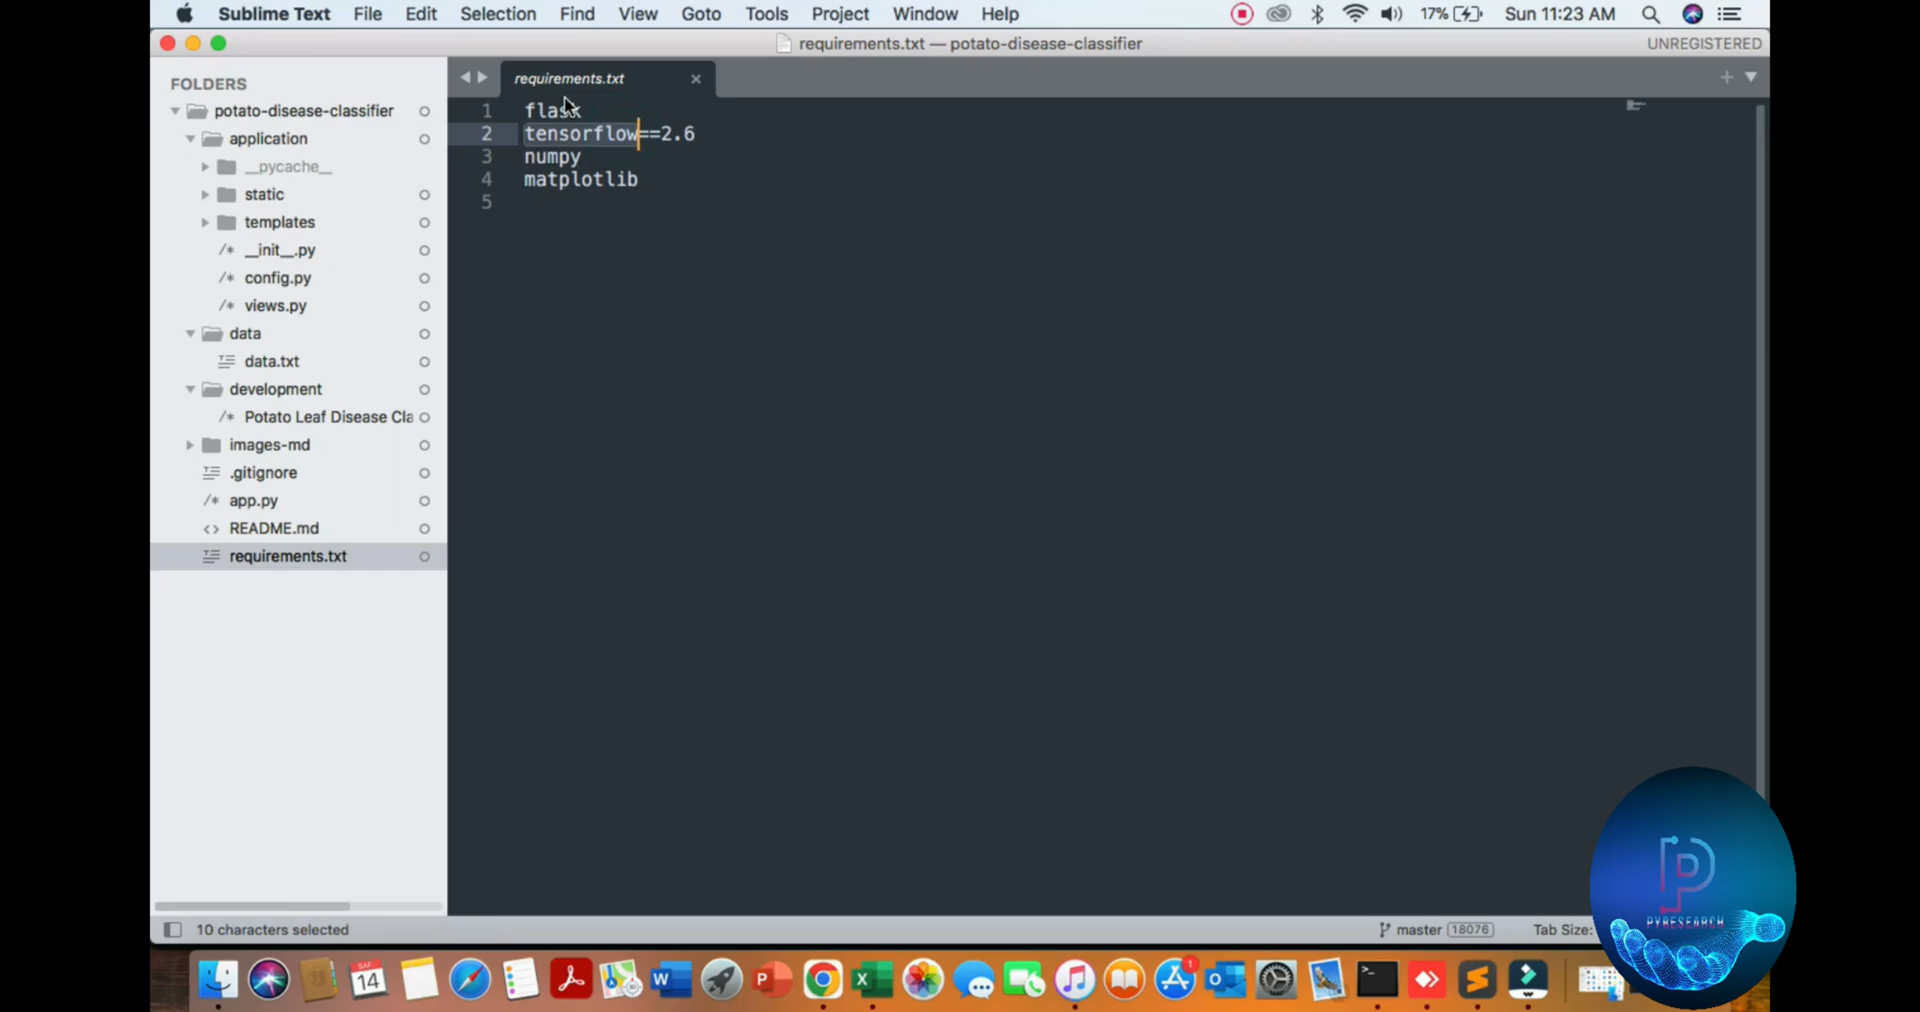 Sublime Text File Edit Selection Find View Goto Tools Project Window Help 17% Sun 11:23 AM
requirements.txt — potato-disease-classifier UNREGISTERED
FOLDERS
potato-disease-classifier
application
__pycache__
static
templates
/* __init__.py
/* config.py
/* views.py
data
data.txt
development
/* Potato Leaf Disease Cla
images-md
.gitignore
/* app.py
<> README.md
requirements.txt
requirements.txt ×
1 flask
2 tensorflow==2.6
3 numpy
4 matplotlib
5
10 characters selected master 18076 Tab Size:
PYRESEARCH
14
W
P
X
1
>_
S